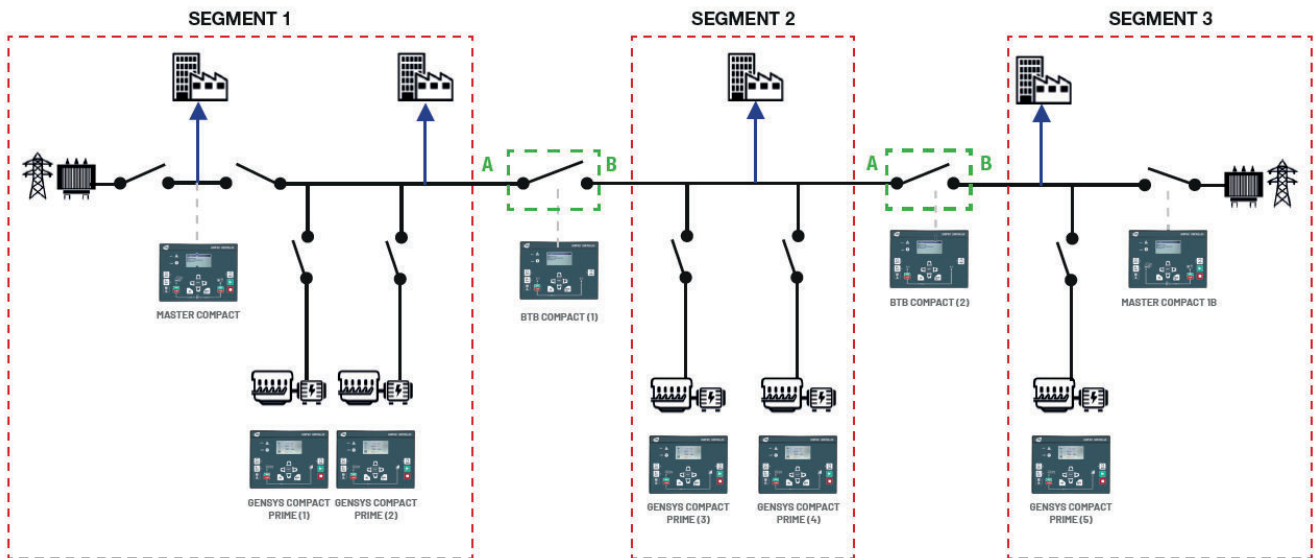 SEGMENT 1
SEGMENT 2
SEGMENT 3
A
B
A
B
MASTER COMPACT
BTB COMPACT (1)
BTB COMPACT (2)
MASTER COMPACT 1B
GENSYS COMPACT
PRIME (1)
GENSYS COMPACT
PRIME (2)
GENSYS COMPACT
PRIME (3)
GENSYS COMPACT
PRIME (4)
GENSYS COMPACT
PRIME (5)